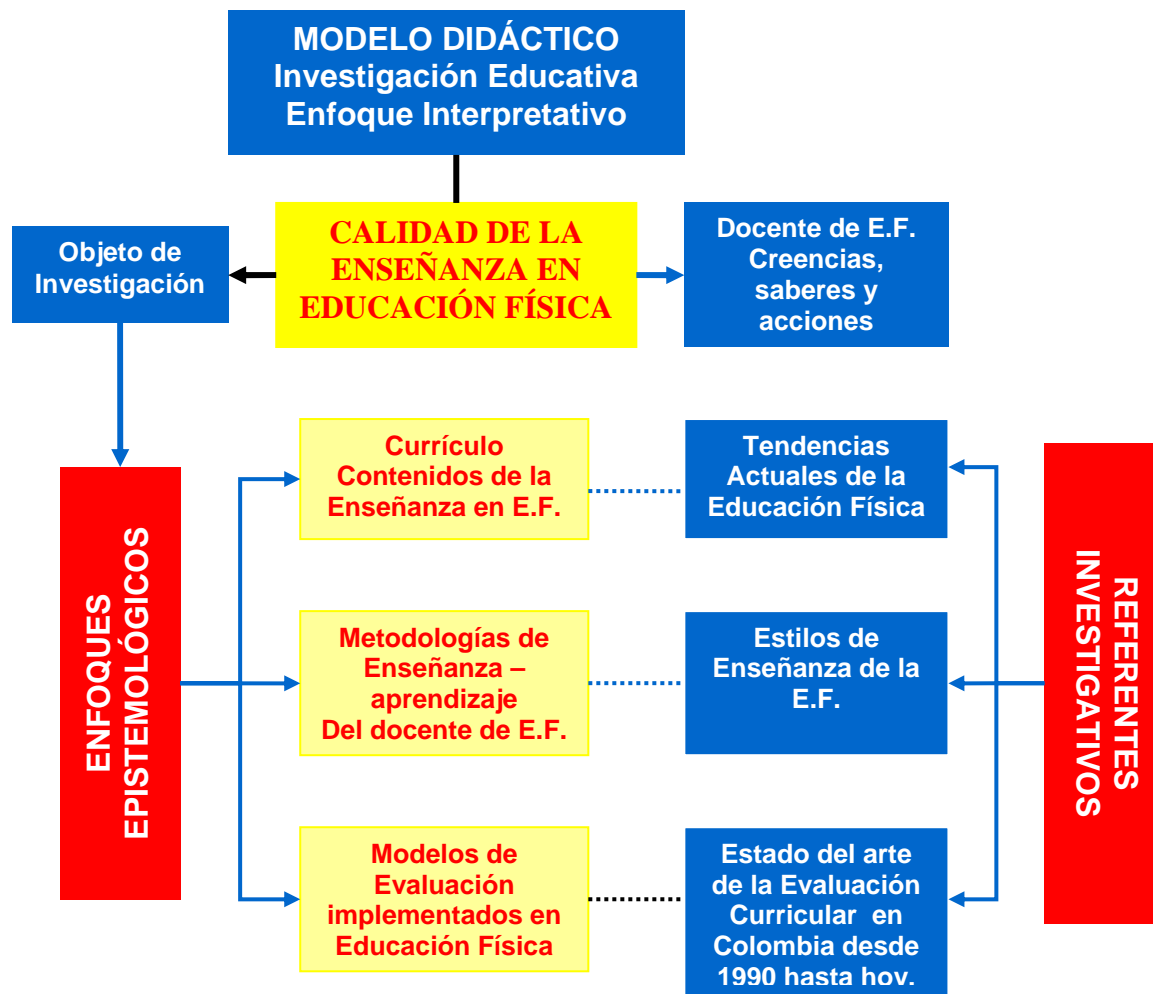 MODELO DIDÁCTICO
Investigación Educativa
Enfoque Interpretativo
Objeto de
Investigación
CALIDAD DE LA
ENSEÑANZA EN
EDUCACIÓN FÍSICA
Docente de E.F.
Creencias,
saberes y
acciones
ENFOQUES
EPISTEMOLÓGICOS
Currículo
Contenidos de la
Enseñanza en E.F.
Tendencias
Actuales de la
Educación Física
Metodologías de
Enseñanza –
aprendizaje
Del docente de E.F.
Estilos de
Enseñanza de la
E.F.
Modelos de
Evaluación
implementados en
Educación Física
Estado del arte
de la Evaluación
Curricular en
Colombia desde
1990 hasta hoy.
REFERENTES
INVESTIGATIVOS